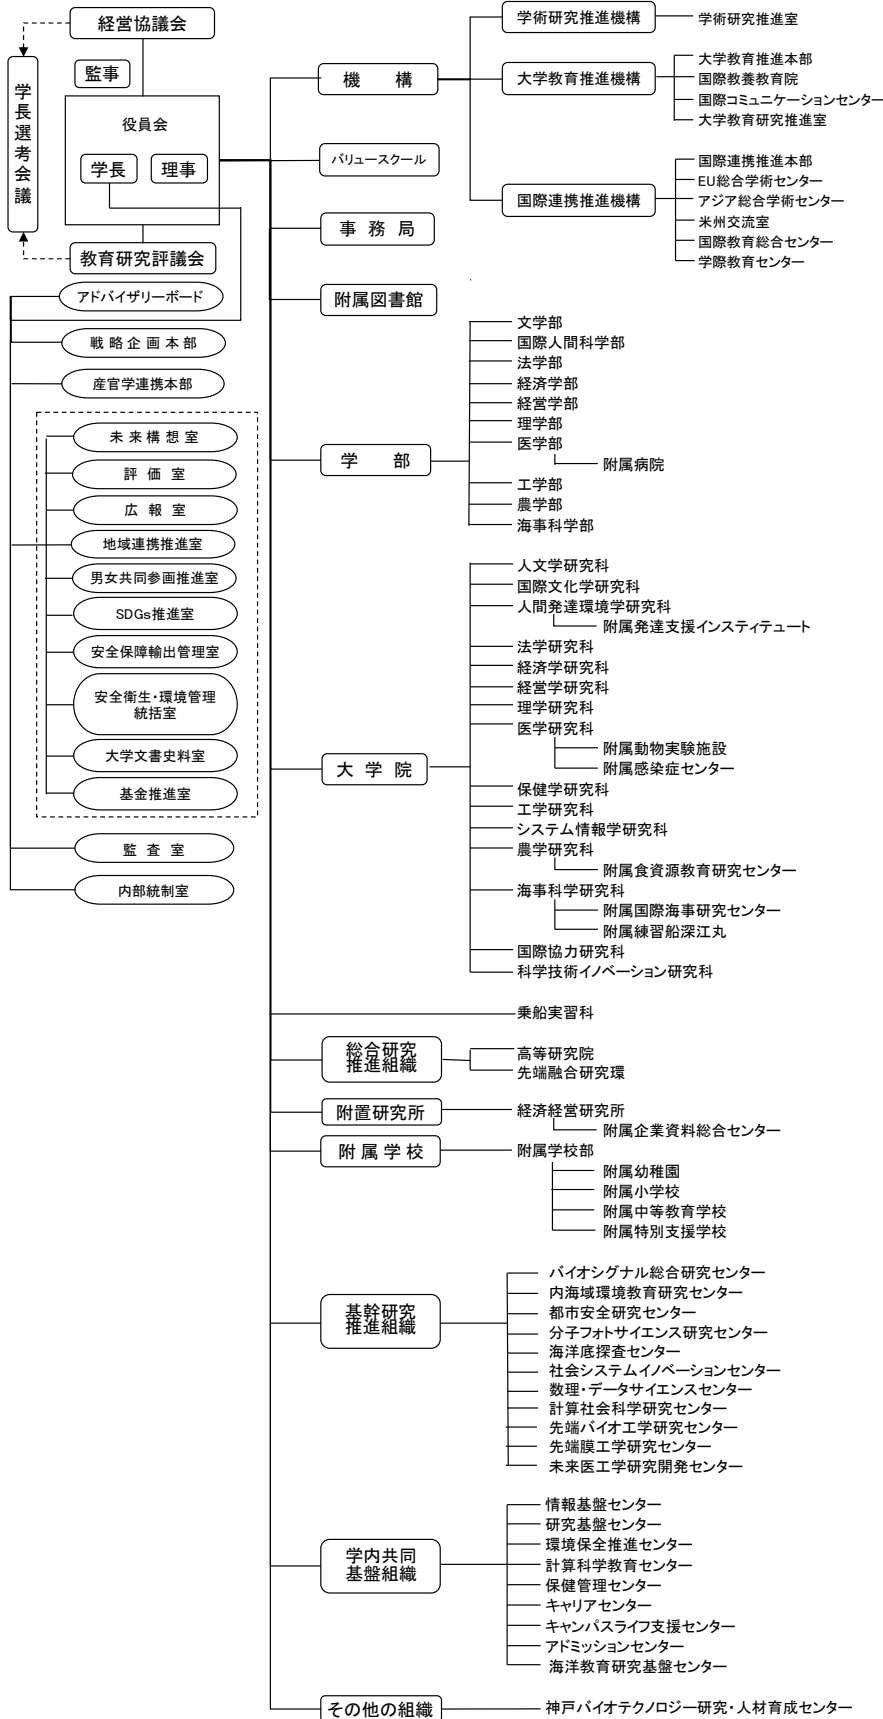 経営協議会
監事
学長選考会議
役員会
学長
理事
教育研究評議会
アドバイザリーボード
戦略企画本部
産官学連携本部
未来構想室
評価室
広報室
地域連携推進室
男女共同参画推進室
SDGs推進室
安全保障輸出管理室
安全衛生・環境管理
統括室
大学文書史料室
基金推進室
監査室
内部統制室
機構
学術研究推進機構
学術研究推進室
大学教育推進機構
大学教育推進本部
国際教養教育院
国際コミュニケーションセンター
大学教育研究推進室
国際連携推進機構
国際連携推進本部
EU総合学術センター
アジア総合学術センター
米州交流室
国際教育総合センター
学際教育センター
バリュースクール
事務局
附属図書館
学部
文学部
国際人間科学部
法学部
経済学部
経営学部
理学部
医学部
附属病院
工学部
農学部
海事科学部
大学院
人文学研究科
国際文化学研究科
人間発達環境学研究科
附属発達支援インスティテュート
法学研究科
経済学研究科
経営学研究科
理学研究科
医学研究科
附属動物実験施設
附属感染症センター
保健学研究科
工学研究科
システム情報学研究科
農学研究科
附属食資源教育研究センター
海事科学研究科
附属国際海事研究センター
附属練習船深江丸
国際協力研究科
科学技術イノベーション研究科
乗船実習科
総合研究
推進組織
高等研究院
先端融合研究環
附置研究所
経済経営研究所
附属企業資料総合センター
附属学校
附属学校部
附属幼稚園
附属小学校
附属中等教育学校
附属特別支援学校
基幹研究
推進組織
バイオシグナル総合研究センター
内海域環境教育研究センター
都市安全研究センター
分子フォトサイエンス研究センター
海洋底探査センター
社会システムイノベーションセンター
数理・データサイエンスセンター
計算社会科学研究センター
先端バイオ工学研究センター
先端膜工学研究センター
未来医工学研究開発センター
学内共同
基盤組織
情報基盤センター
研究基盤センター
環境保全推進センター
計算科学教育センター
保健管理センター
キャリアセンター
キャンパスライフ支援センター
アドミッションセンター
海洋教育研究基盤センター
その他の組織
神戸バイオテクノロジー研究・人材育成センター